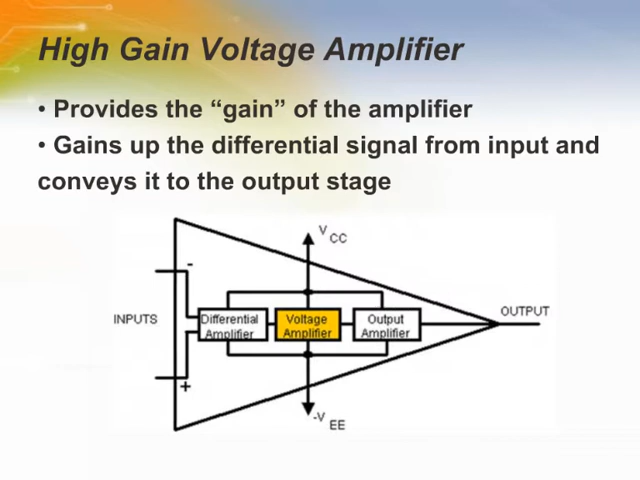 High Gain Voltage Amplifier
• Provides the “gain” of the amplifier
• Gains up the differential signal from input and
conveys it to the output stage
V CC
-
INPUTS
Differential
Amplifier
Voltage
Amplifier
Output
Amplifier
OUTPUT
+
-V EE